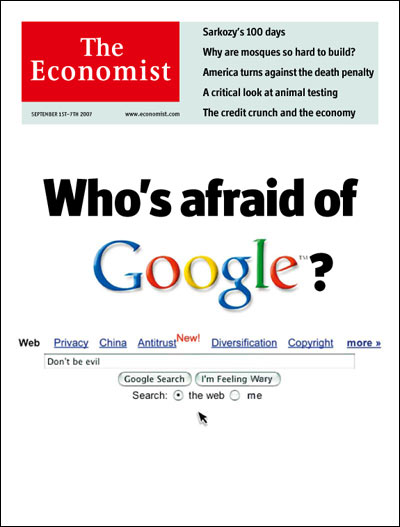 The
Economist
SEPTEMBER 1ST–7TH 2007 www.economist.com
Sarkozy's 100 days
Why are mosques so hard to build?
America turns against the death penalty
A critical look at animal testing
The credit crunch and the economy
Who's afraid of
Google™?
Web Privacy China Antitrust New! Diversification Copyright more »
Don't be evil
Google Search I'm Feeling Wary
Search: the web me